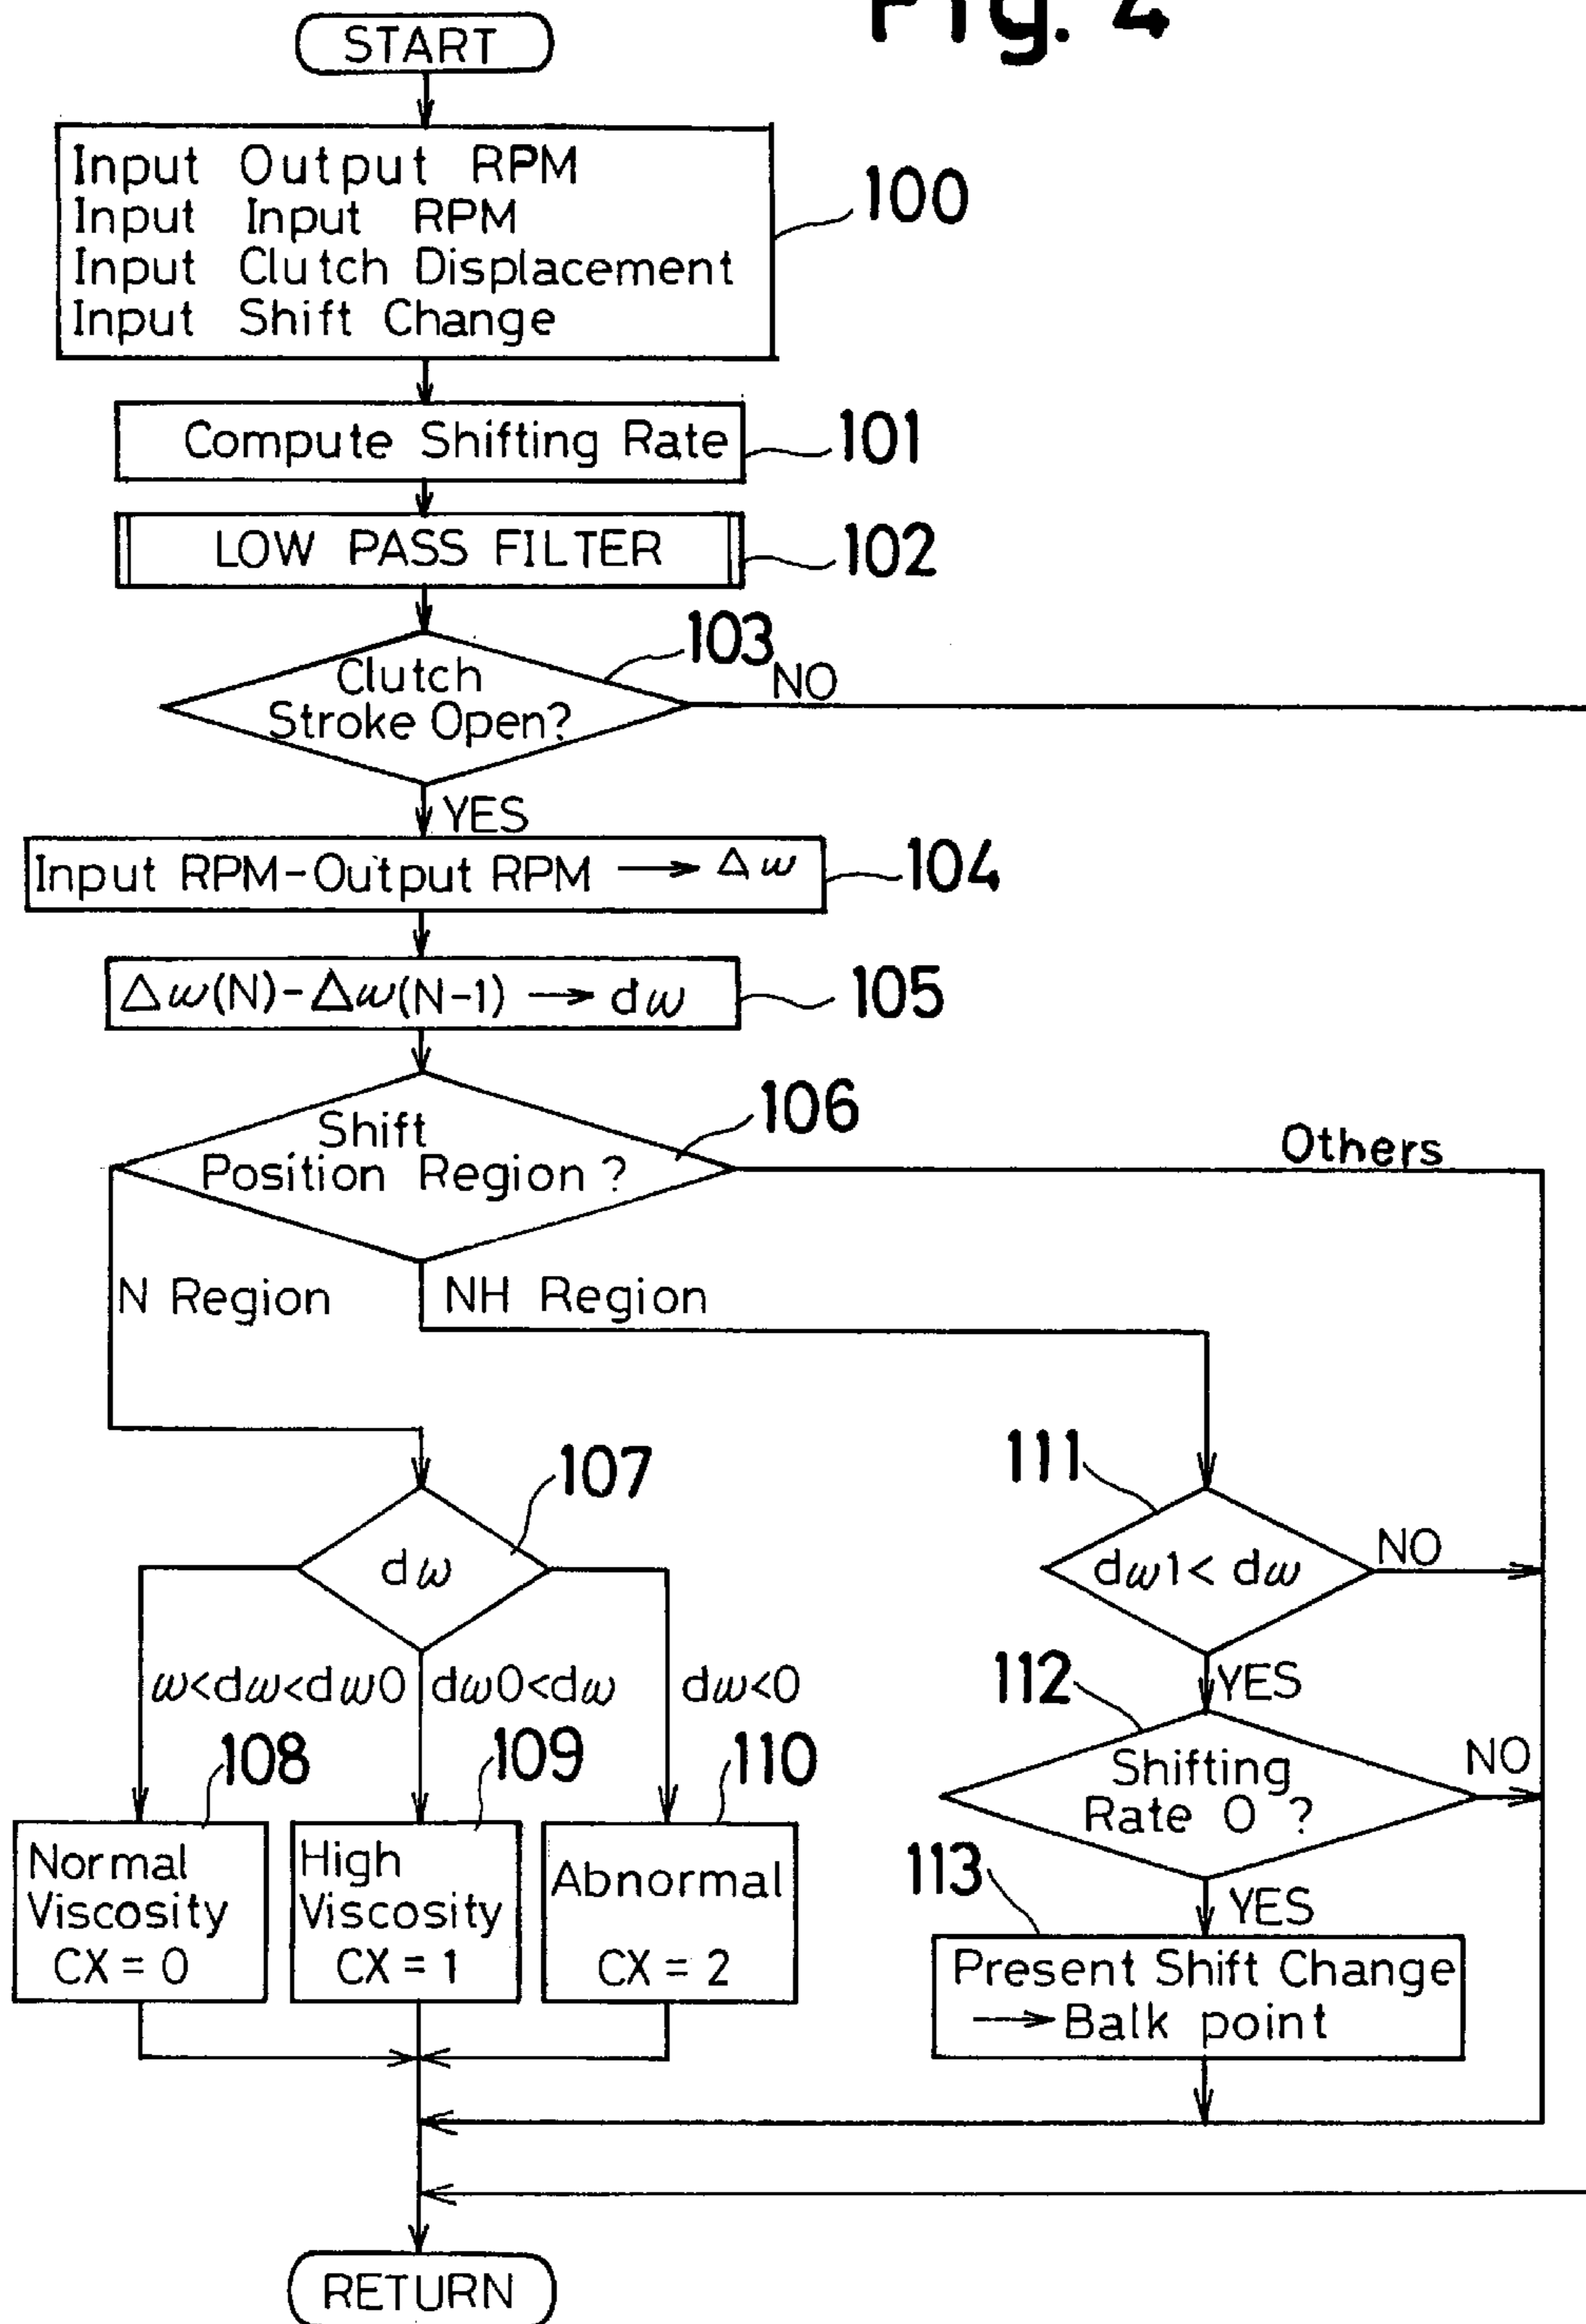 Fig. 4
START
Input Output RPM
Input Input RPM
Input Clutch Displacement
Input Shift Change
100
Compute Shifting Rate
101
LOW PASS FILTER
102
103
Clutch
Stroke Open?
NO
YES
Input RPM-Output RPM → Δω
104
Δω(N)-Δω(N-1) → dω
105
106
Shift
Position Region ?
Others
N Region
NH Region
107
111
dω
dω1< dω
NO
ω<dω<dω0
dω0<dω
dω<0
YES
112
108
109
110
Shifting
Rate 0 ?
NO
113
YES
Normal
Viscosity
CX = 0
High
Viscosity
CX = 1
Abnormal
CX = 2
Present Shift Change
→ Balk point
RETURN